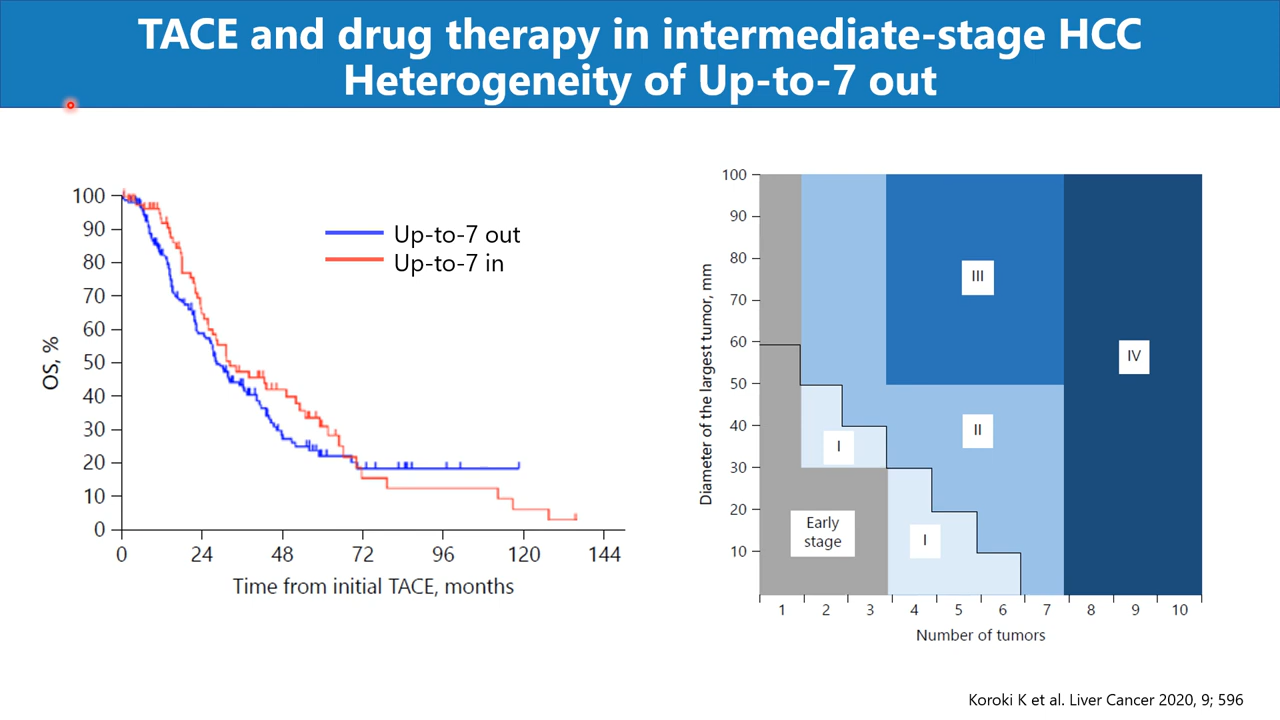 TACE and drug therapy in intermediate-stage HCC
Heterogeneity of Up-to-7 out
OS, %
100
90
80
70
60
50
40
30
20
10
0
0 24 48 72 96 120 144
Time from initial TACE, months
Up-to-7 out
Up-to-7 in
Diameter of the largest tumor, mm
100
90
80
70
60
50
40
30
20
10
III
IV
II
I
Early
stage
I
1 2 3 4 5 6 7 8 9 10
Number of tumors
Koroki K et al. Liver Cancer 2020, 9; 596